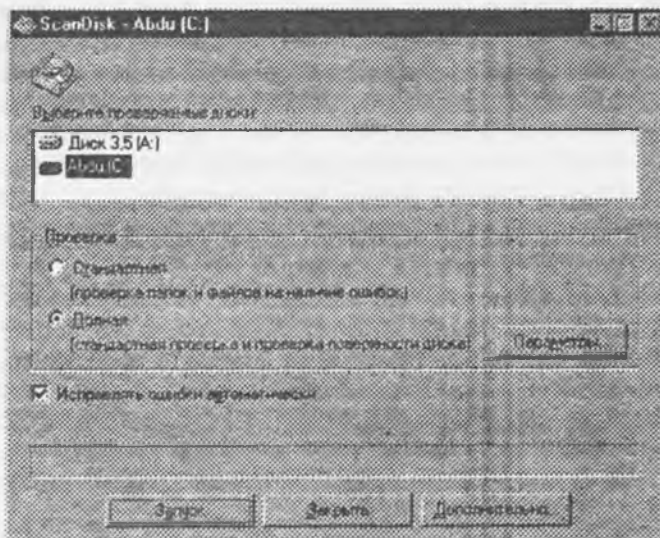 ScanDisk - Abdu (C:)
Выберите проверяемые диски:
Диск 3,5 (A:)
Abdu (C:)
Проверка
Стандартная
(проверка папок и файлов на наличие ошибок)
Полная
(стандартная проверка и проверка поверхности диска)
Параметры...
Исправлять ошибки автоматически
Запуск
Закрыть
Дополнительно...